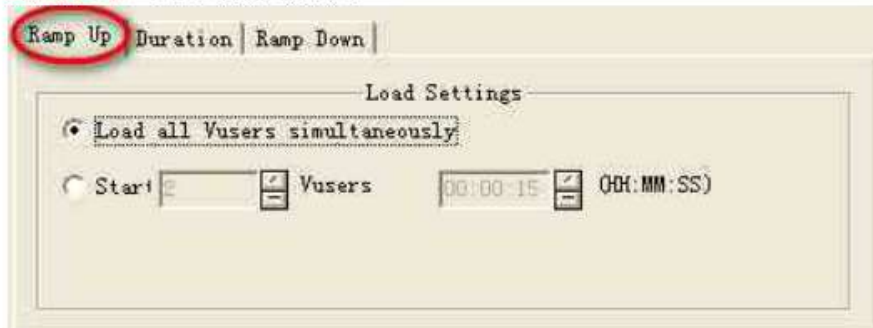 Ramp Up Duration Ramp Down
Load Settings
Load all Vusers simultaneously
Start 2 Vusers 00:00:15 (HH:MM:SS)